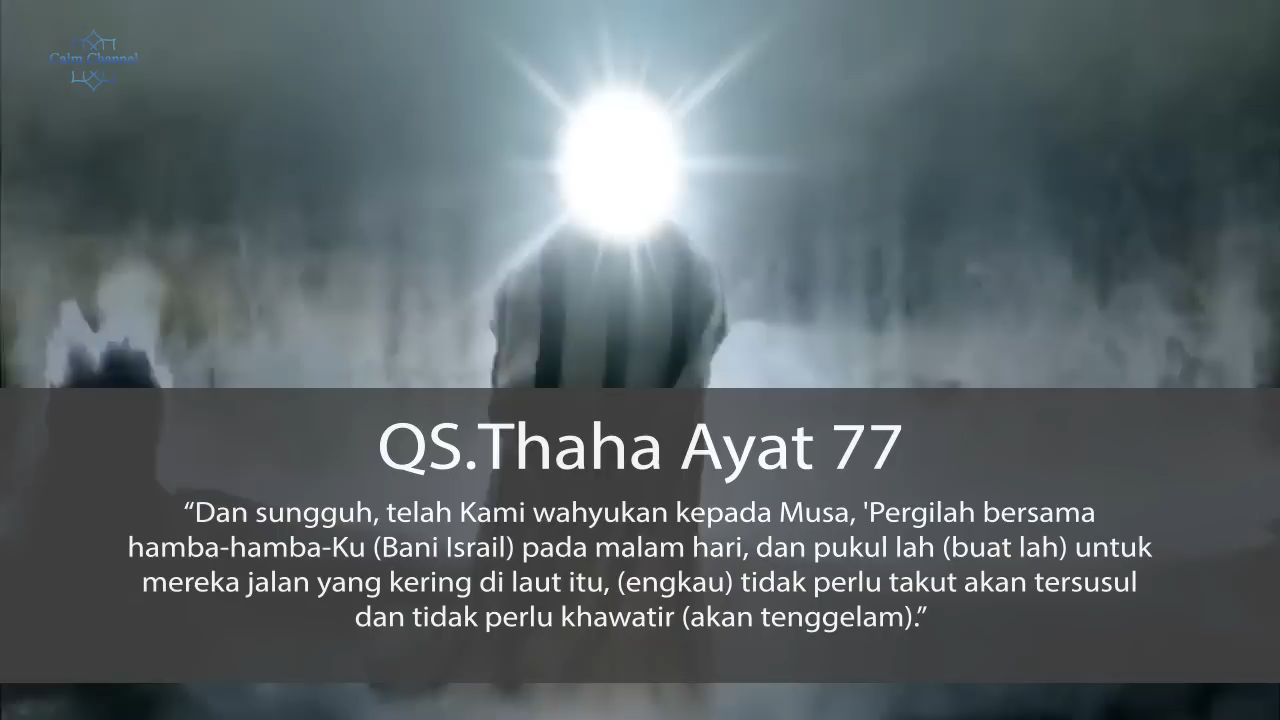 Calm Channel
QS.Thaha Ayat 77
“Dan sungguh, telah Kami wahyukan kepada Musa, 'Pergilah bersama
hamba-hamba-Ku (Bani Israil) pada malam hari, dan pukul lah (buat lah) untuk
mereka jalan yang kering di laut itu, (engkau) tidak perlu takut akan tersusul
dan tidak perlu khawatir (akan tenggelam).”